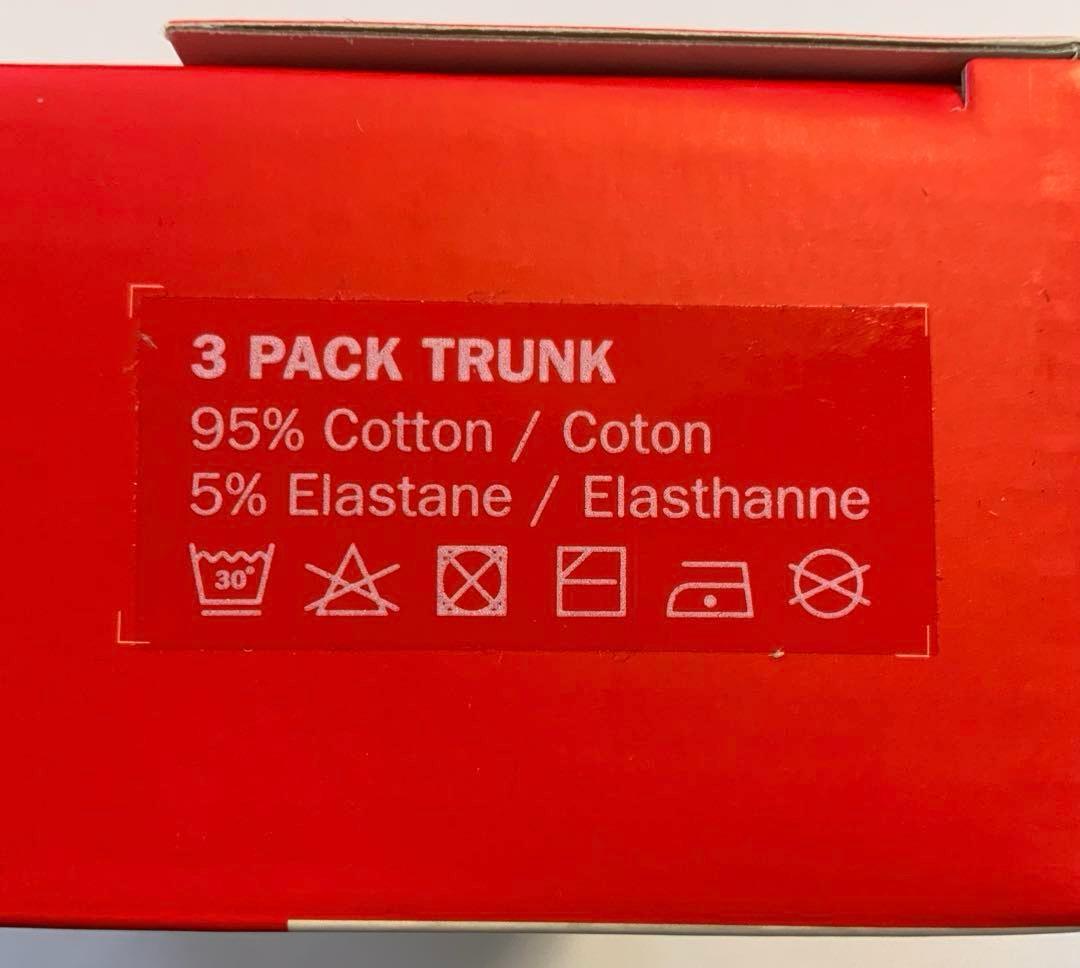 3 PACK TRUNK
95% Cotton / Coton
5% Elastane / Elasthanne
30°